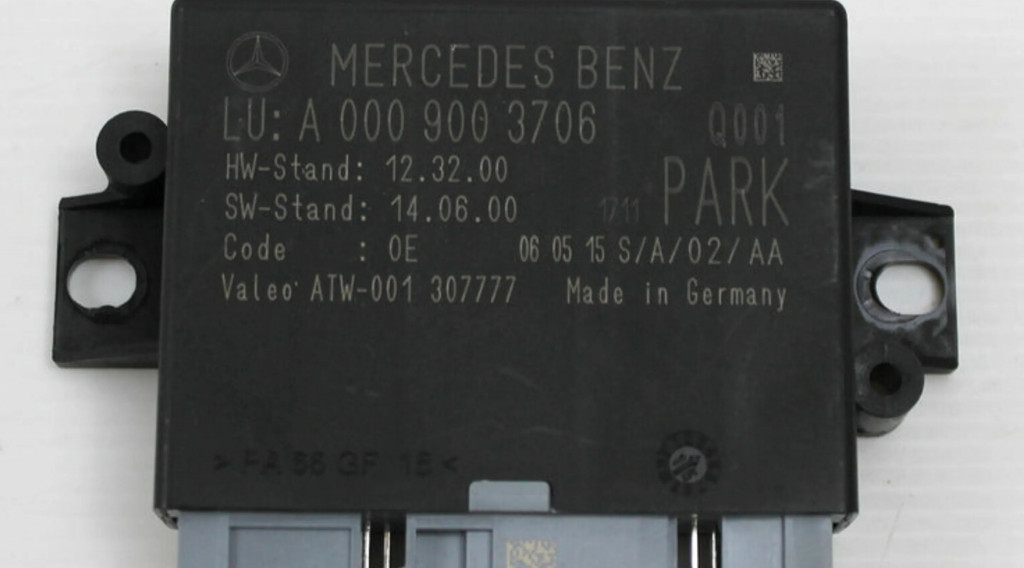 MERCEDES BENZ
LU: A 000 900 3706 Q001
HW-Stand: 12.32.00
SW-Stand: 14.06.00 1711 PARK
Code : 0E 06 05 15 S/A/02/AA
Valeo ATW-001 307777 Made in Germany
> PA 66 GF 15 <